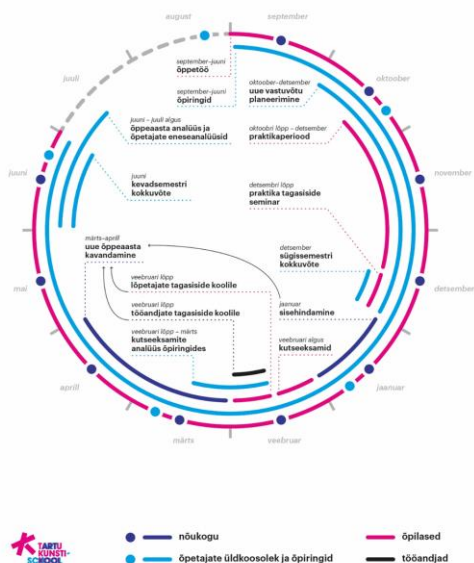 august
september
september–juuni
õppetöö
september-juuni
õpiringid
oktoober–detsember
uue vastuvõtu
planeerimine
oktoober
juuli
juuni – juuli algus
õppeaasta analüüs ja
õpetajate eneseanalüüsid
oktoobri lõpp – detsember
praktikaperiood
juuni
juuni
kevadsemestri
kokkuvõte
detsembri lõpp
praktika tagasiside
seminar
november
märts–aprill
uue õppeaasta
kavandamine
detsember
sügissemestri
kokkuvõte
veebruari lõpp
lõpetajate tagasiside koolile
mai
detsember
veebruari lõpp
tööandjate tagasiside koolile
jaanuar
sisehindamine
veebruari lõpp – märts
kutseeksamite
analüüs õpiringides
veebruari algus
kutseeksamid
aprill
jaanuar
märts
veebruar
TARTU
KUNSTI-
SCHOOL
nõukogu
õpilased
õpetajate üldkoosolek ja õpiringid
tööandjad